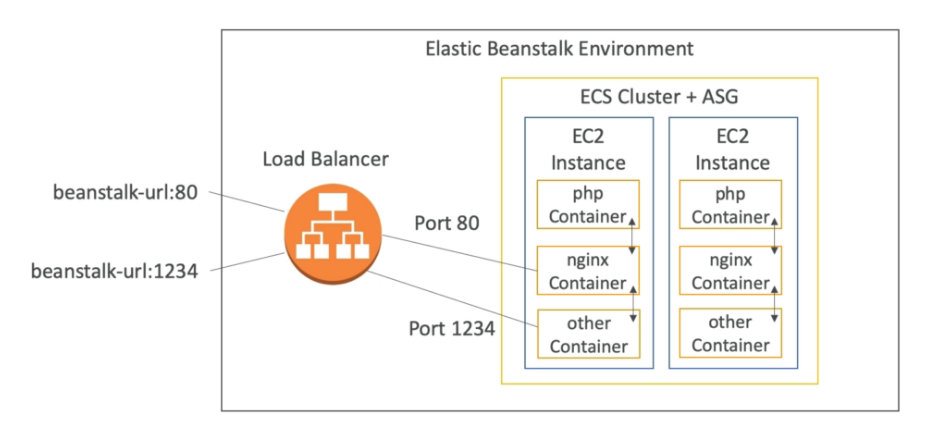 Elastic Beanstalk Environment
ECS Cluster + ASG
Load Balancer
beanstalk-url:80
beanstalk-url:1234
Port 80
Port 1234
EC2
Instance
php
Container
nginx
Container
other
Container
EC2
Instance
php
Container
nginx
Container
other
Container